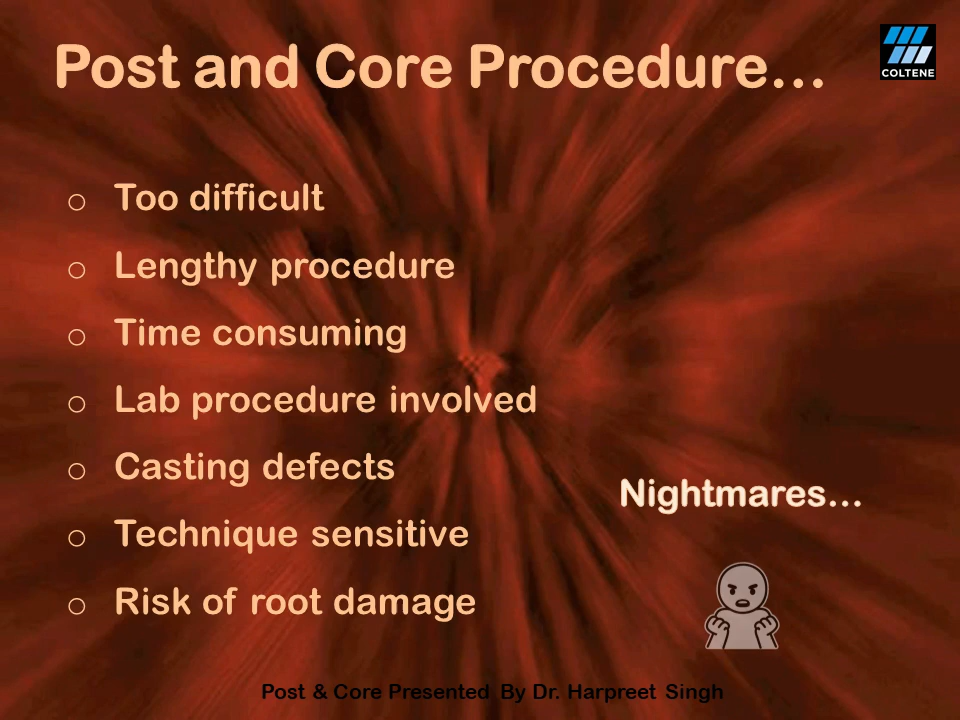 Post and Core Procedure...
COLTENE
o Too difficult
o Lengthy procedure
o Time consuming
o Lab procedure involved
o Casting defects
o Technique sensitive
o Risk of root damage
Nightmares...
Post & Core Presented By Dr. Harpreet Singh